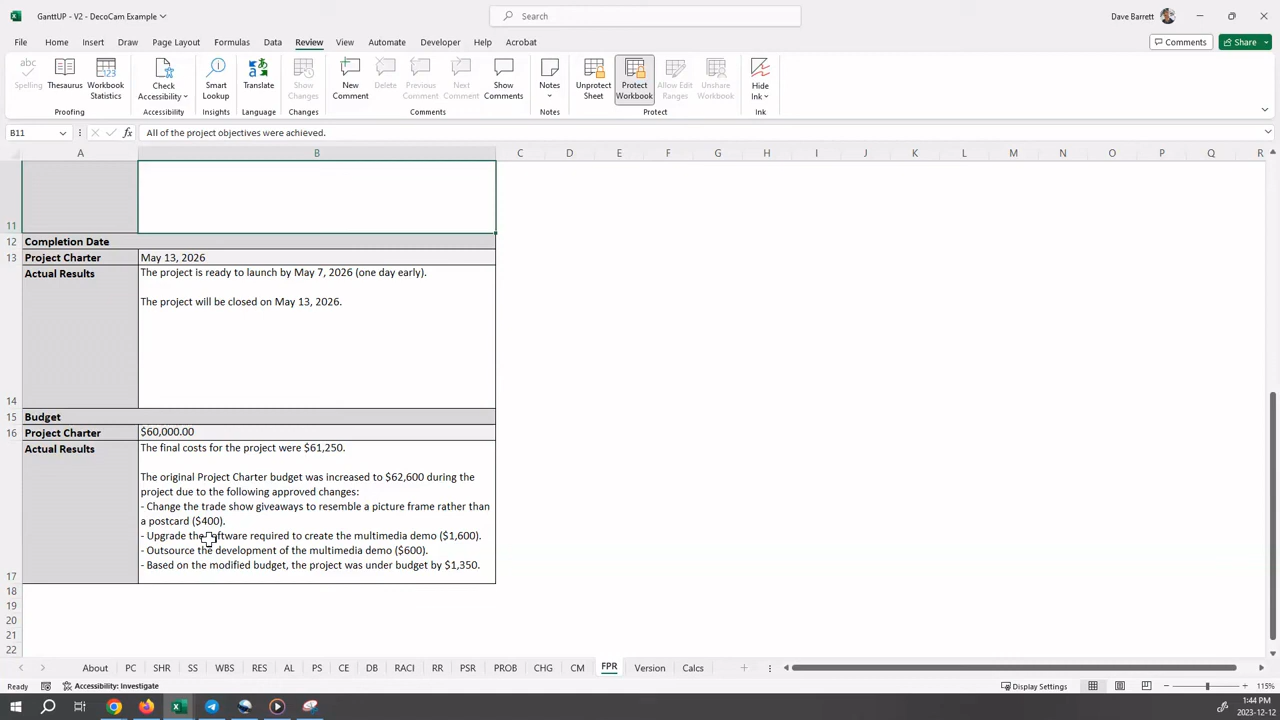 GanttUP - V2 - DecoCam Example
Search
Dave Barrett
File Home Insert Draw Page Layout Formulas Data Review View Automate Developer Help Acrobat
Comments Share
Spelling Thesaurus Workbook Statistics
Check Accessibility
Smart Lookup
Translate
Show Changes
New Comment Delete Previous Comment Next Comment Show Comments
Notes
Unprotect Sheet Protect Workbook Allow Edit Ranges Unshare Workbook
Hide Ink
Proofing Accessibility Insights Language Changes Comments Notes Protect Ink
B11 fx All of the project objectives were achieved.
A B C D E F G H I J K L M N O P Q R
11
12 Completion Date
13 Project Charter May 13, 2026
Actual Results The project is ready to launch by May 7, 2026 (one day early).
The project will be closed on May 13, 2026.
14
15 Budget
16 Project Charter $60,000.00
Actual Results The final costs for the project were $61,250.
The original Project Charter budget was increased to $62,600 during the
project due to the following approved changes:
- Change the trade show giveaways to resemble a picture frame rather than
a postcard ($400).
- Upgrade the software required to create the multimedia demo ($1,600).
- Outsource the development of the multimedia demo ($600).
- Based on the modified budget, the project was under budget by $1,350.
17
18
19
20
21
22
About PC SHR SS WBS RES AL PS CE DB RACI RR PSR PROB CHG CM FPR Version Calcs
Ready Accessibility: Investigate Display Settings 115%
1:44 PM
2023-12-12